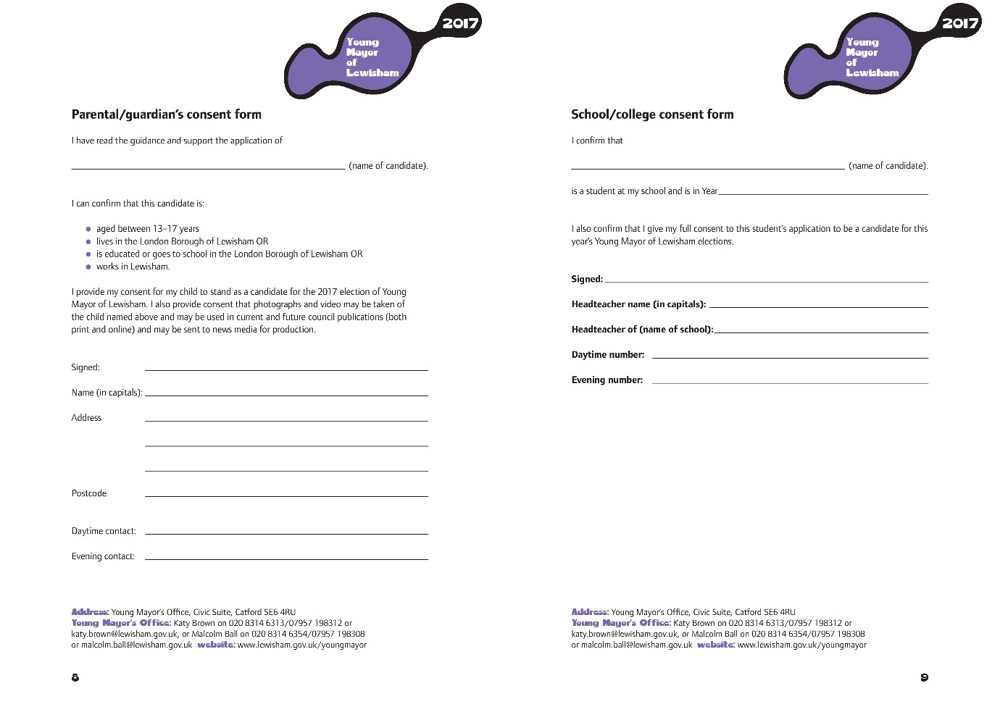 2017
Young
Mayor
of
Lewisham
Parental/guardian's consent form
I have read the guidance and support the application of
(name of candidate).
I can confirm that this candidate is:
● aged between 13–17 years
● lives in the London Borough of Lewisham OR
● is educated or goes to school in the London Borough of Lewisham OR
● works in Lewisham.
I provide my consent for my child to stand as a candidate for the 2017 election of Young
Mayor of Lewisham. I also provide consent that photographs and video may be taken of
the child named above and may be used in current and future council publications (both
print and online) and may be sent to news media for production.
Signed:
Name (in capitals):
Address
Postcode
Daytime contact:
Evening contact:
Address: Young Mayor's Office, Civic Suite, Catford SE6 4RU
Young Mayor's Office: Katy Brown on 020 8314 6313/07957 198312 or
katy.brown@lewisham.gov.uk, or Malcolm Ball on 020 8314 6354/07957 198308
or malcolm.ball@lewisham.gov.uk website: www.lewisham.gov.uk/youngmayor
8
2017
Young
Mayor
of
Lewisham
School/college consent form
I confirm that
(name of candidate).
is a student at my school and is in Year
I also confirm that I give my full consent to this student's application to be a candidate for this
year's Young Mayor of Lewisham elections.
Signed:
Headteacher name (in capitals):
Headteacher of (name of school):
Daytime number:
Evening number:
Address: Young Mayor's Office, Civic Suite, Catford SE6 4RU
Young Mayor's Office: Katy Brown on 020 8314 6313/07957 198312 or
katy.brown@lewisham.gov.uk, or Malcolm Ball on 020 8314 6354/07957 198308
or malcolm.ball@lewisham.gov.uk website: www.lewisham.gov.uk/youngmayor
9